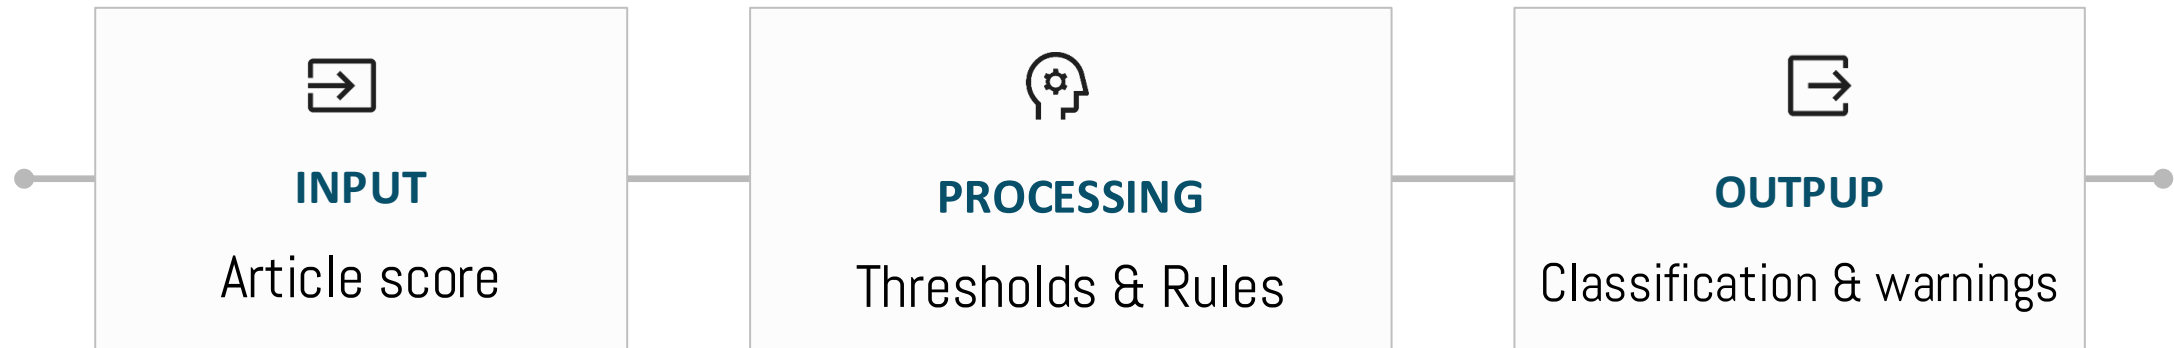 INPUT
Article score
PROCESSING
Thresholds & Rules
OUTPUP
Classification & warnings